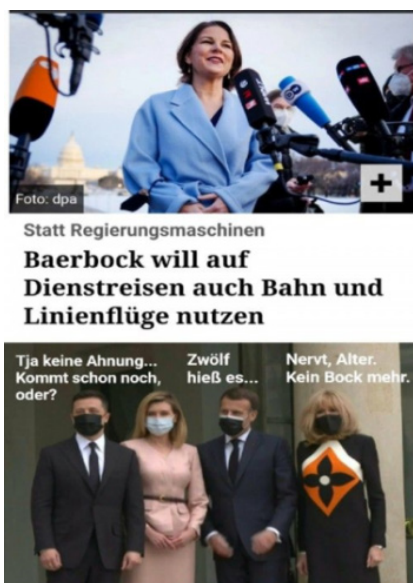 Foto: dpa
Statt Regierungsmaschinen
Baerbock will auf
Dienstreisen auch Bahn und
Linienflüge nutzen
Tja keine Ahnung...
Kommt schon noch,
oder?
Zwölf
hieß es...
Nervt, Alter.
Kein Bock mehr.